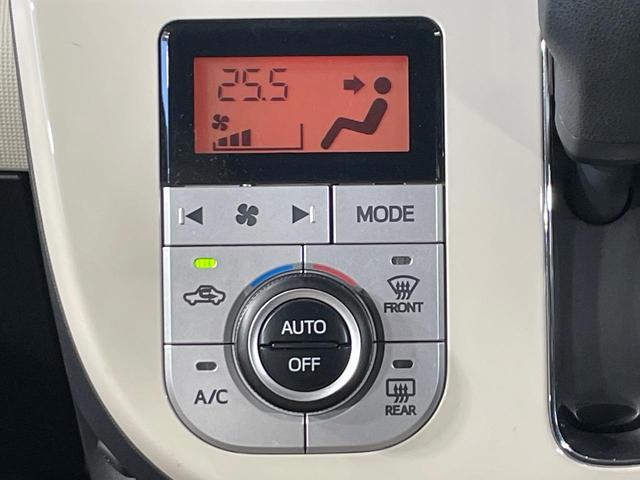 25.5
MODE
FRONT
AUTO
OFF
A/C
REAR